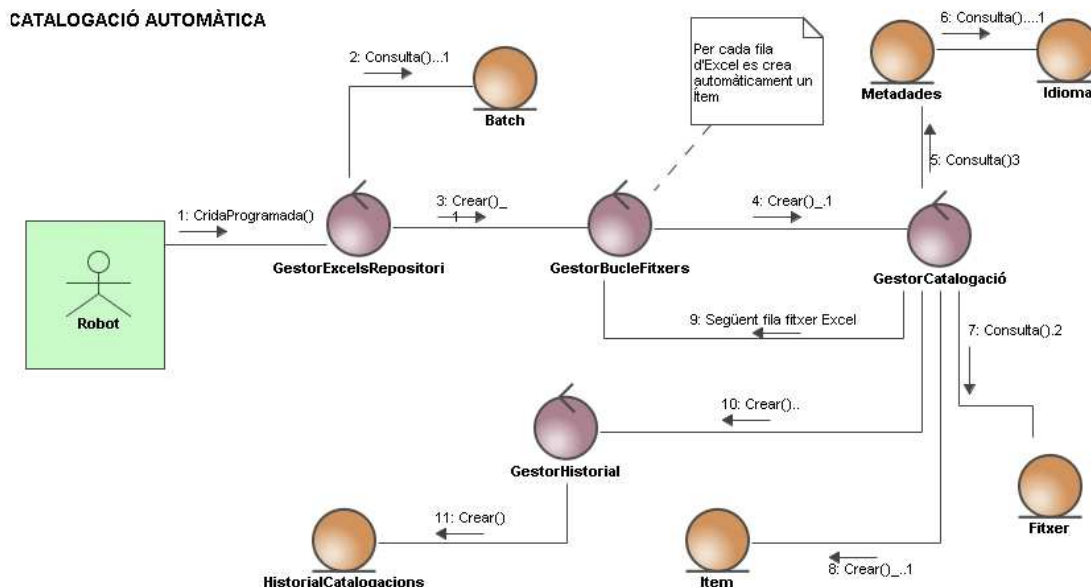 CATALOGACIÓ AUTOMÀTICA
2: Consulta()...1
Batch
Per cada fila
d'Excel es crea
automàticament un
Ítem
6: Consulta()....1
Metadades
Idioma
5: Consulta()3
1: CridaProgramada()
3: Crear()_
1
4: Crear()_.1
GestorExcelsRepositori
GestorBucleFitxers
GestorCatalogació
Robot
9: Següent fila fitxer Excel
7: Consulta().2
10: Crear()..
GestorHistorial
Fitxer
11: Crear()
HistorialCatalogacions
Item
8: Crear()_..1